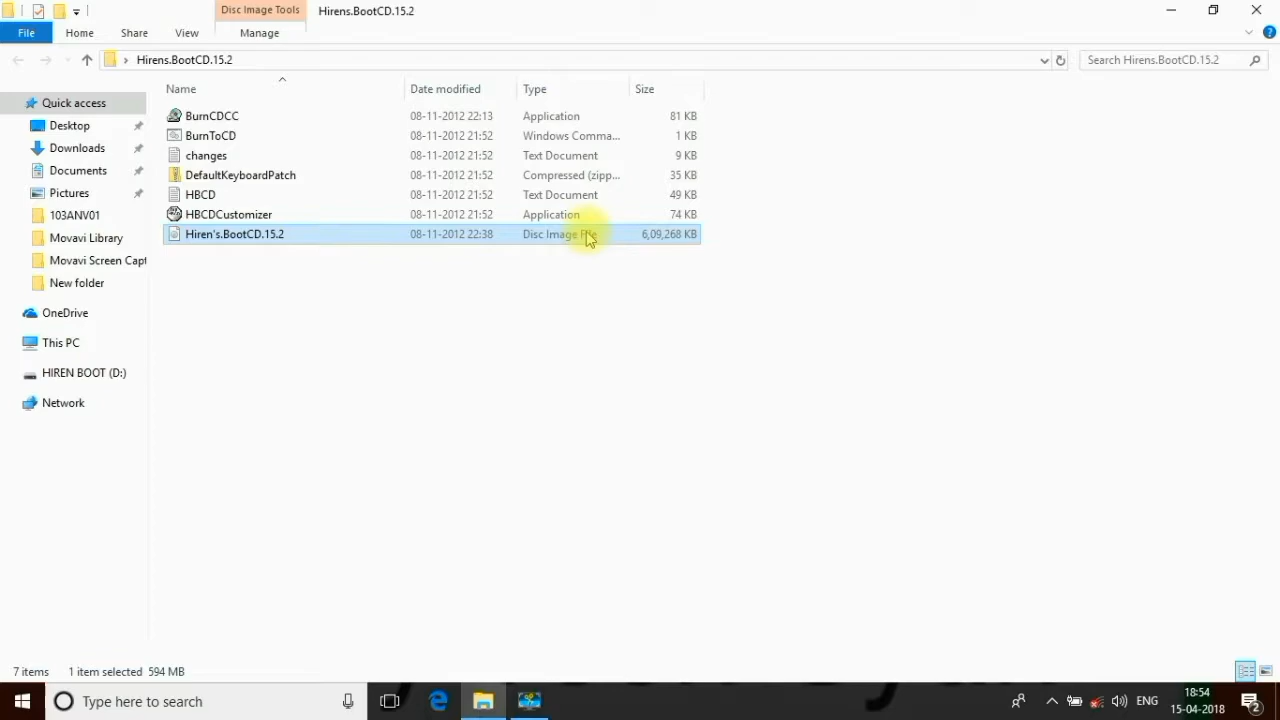 Disc Image Tools Hirens.BootCD.15.2
File Home Share View Manage
Hirens.BootCD.15.2 Search Hirens.BootCD.15.2
Name Date modified Type Size
Quick access
Desktop
Downloads
Documents
Pictures
103ANV01
Movavi Library
Movavi Screen Capt
New folder
OneDrive
This PC
HIREN BOOT (D:)
Network
BurnCDCC 08-11-2012 22:13 Application 81 KB
BurnToCD 08-11-2012 21:52 Windows Comma... 1 KB
changes 08-11-2012 21:52 Text Document 9 KB
DefaultKeyboardPatch 08-11-2012 21:52 Compressed (zipp... 35 KB
HBCD 08-11-2012 21:52 Text Document 49 KB
HBCDCustomizer 08-11-2012 21:52 Application 74 KB
Hiren's.BootCD.15.2 08-11-2012 22:38 Disc Image File 6,09,268 KB
7 items 1 item selected 594 MB
Type here to search ENG 18:54
15-04-2018
2